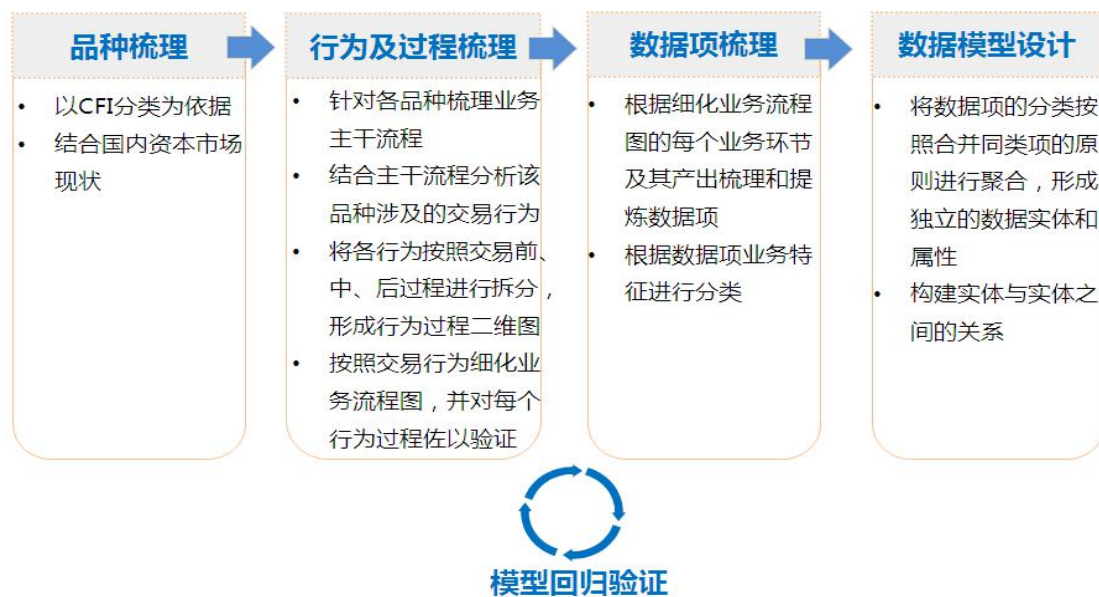 品种梳理
• 以CFI分类为依据
• 结合国内资本市场
现状
行为及过程梳理
• 针对各品种梳理业务
主干流程
• 结合主干流程分析该
品种涉及的交易行为
• 将各行为按照交易前、
中、后过程进行拆分，
形成行为过程二维图
• 按照交易行为细化业
务流程图，并对每个
行为过程佐以验证
数据项梳理
• 根据细化业务流程
图的每个业务环节
及其产出梳理和提
炼数据项
• 根据数据项业务特
征进行分类
数据模型设计
• 将数据项的分类按
照合并同类项的原
则进行聚合，形成
独立的数据实体和
属性
• 构建实体与实体之
间的关系
模型回归验证